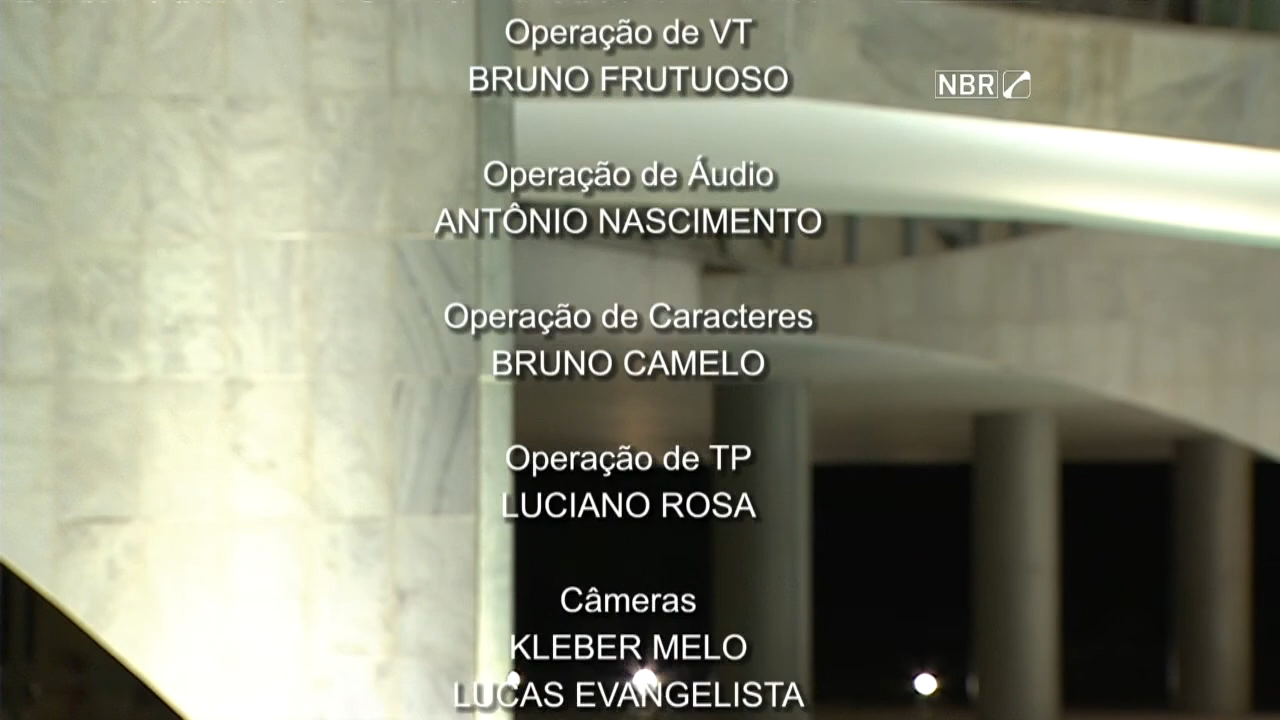 Operação de VT
BRUNO FRUTUOSO
NBR
Operação de Áudio
ANTÔNIO NASCIMENTO
Operação de Caracteres
BRUNO CAMELO
Operação de TP
LUCIANO ROSA
Câmeras
KLEBER MELO
LUCAS EVANGELISTA